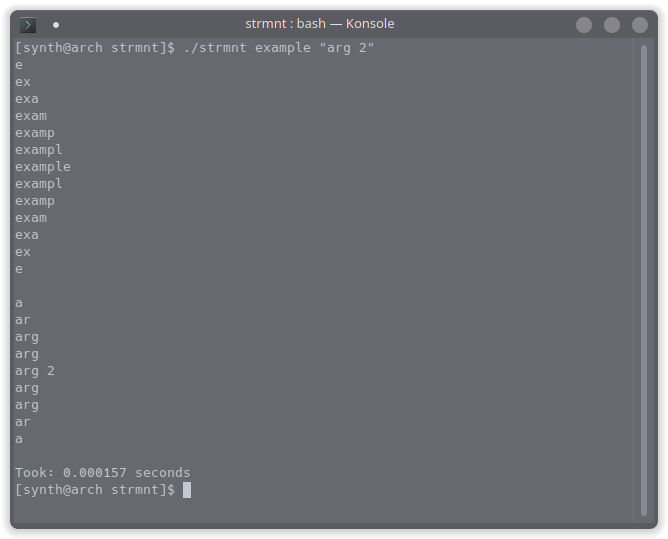 strmnt : bash — Konsole
[synth@arch strmnt]$ ./strmnt example "arg 2"
e
ex
exa
exam
examp
exampl
example
exampl
examp
exam
exa
ex
e
a
ar
arg
arg
arg 2
arg
arg
ar
a
Took: 0.000157 seconds
[synth@arch strmnt]$